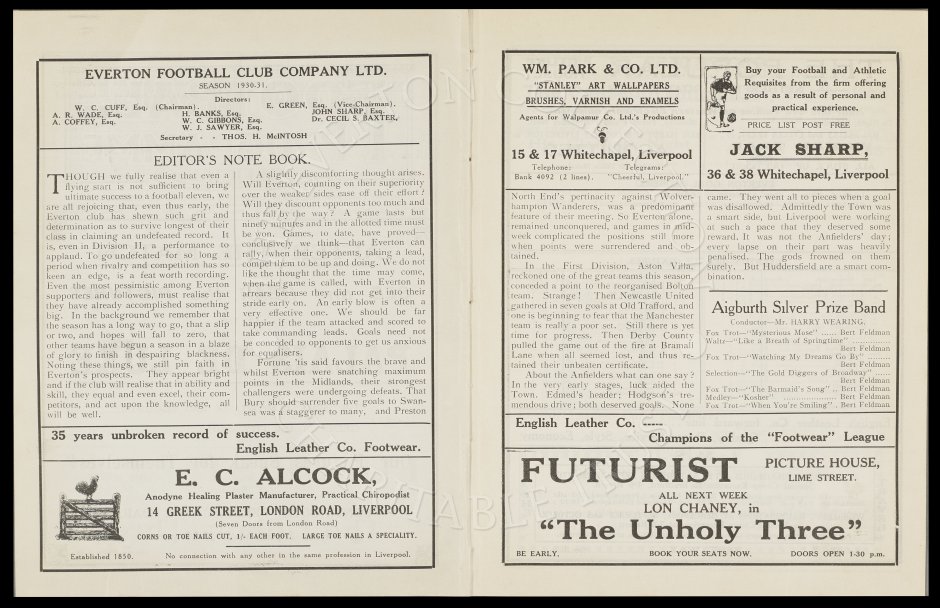 EVERTON FOOTBALL CLUB COMPANY LTD.
SEASON 1930-31.
Directors:
W. C. CUFF, Esq. (Chairman). E. GREEN, Esq. (Vice-Chairman).
A. R. WADE, Esq. H. BANKS, Esq. JOHN SHARP, Esq.
A. COFFEY, Esq. W. C. GIBBONS, Esq. Dr. CECIL S. BAXTER,
W. J. SAWYER, Esq.
Secretary - - THOS. H. McINTOSH
EDITOR'S NOTE BOOK.
THOUGH we fully realise that even a
flying start is not sufficient to bring
ultimate success to a football eleven, we
are all rejoicing that, even thus early, the
Everton club has shewn such grit and
determination as to survive longest of their
class in claiming an undefeated record. It
is, even in Division II, a performance to
applaud. To go undefeated for so long a
period when rivalry and competition has so
keen an edge, is a feat worth recording.
Even the most pessimistic among Everton
supporters and followers, must realise that
they have already accomplished something
big. In the background we remember that
the season has a long way to go, that a slip
or two, and hopes will fall to zero, that
other teams have begun a season in a blaze
of glory to finish in despairing blackness.
Noting these things, we still pin faith in
Everton's prospects. They appear bright
and if the club will realise that in ability and
skill, they equal and even excel, their com-
petitors, and act upon the knowledge, all
will be well.
A slightly discomforting thought arises.
Will Everton, counting on their superiority
over the weaker sides ease off their effort?
Will they discount opponents too much and
thus fall by the way? A game lasts but
ninety minutes and in the allotted time must
be won. Games, to date, have proved—
conclusively we think—that Everton can
rally, when their opponents, taking a lead,
compel them to be up and doing. We do not
like the thought that the time may come,
when the game is called, with Everton in
arrears because they did not get into their
stride early on. An early blow is often a
very effective one. We should be far
happier if the team attacked and scored to
take commanding leads. Goals need not
be conceded to opponents to get us anxious
for equalisers.
Fortune 'tis said favours the brave and
whilst Everton were snatching maximum
points in the Midlands, their strongest
challengers were undergoing defeats. That
Bury should surrender five goals to Swan-
sea was a staggerer to many, and Preston
35 years unbroken record of success.
English Leather Co. Footwear.
E. C. ALCOCK,
Anodyne Healing Plaster Manufacturer, Practical Chiropodist
14 GREEK STREET, LONDON ROAD, LIVERPOOL
(Seven Doors from London Road)
CORNS OR TOE NAILS CUT, 1/- EACH FOOT. LARGE TOE NAILS A SPECIALITY.
Established 1850. No connection with any other in the same profession in Liverpool.
WM. PARK & CO. LTD.
"STANLEY" ART WALLPAPERS
BRUSHES, VARNISH AND ENAMELS
Agents for Walpamur Co. Ltd.'s Productions
15 & 17 Whitechapel, Liverpool
Telephone: Telegrams:
Bank 4092 (2 lines). "Cheerful, Liverpool."
Buy your Football and Athletic
Requisites from the firm offering
goods as a result of personal and
practical experience.
PRICE LIST POST FREE
JACK SHARP,
36 & 38 Whitechapel, Liverpool
North End's pertinacity against Wolver-
hampton Wanderers, was a predominant
feature of their meeting. So Everton alone,
remained unconquered, and games in mid-
week complicated the positions still more
when points were surrendered and ob-
tained.
In the First Division, Aston Villa,
reckoned one of the great teams this season,
conceded a point to the reorganised Bolton
team. Strange! Then Newcastle United
gathered in seven goals at Old Trafford, and
one is beginning to fear that the Manchester
team is really a poor set. Still there is yet
time for progress. Then Derby County
pulled the game out of the fire at Bramall
Lane when all seemed lost, and thus re-
tained their unbeaten certificate.
About the Anfielders what can one say?
In the very early stages, luck aided the
Town. Edmed's header; Hodgson's tre-
mendous drive; both deserved goals. None
came. They went all to pieces when a goal
was disallowed. Admittedly the Town was
a smart side, but Liverpool were working
at such a pace that they deserved some
reward. It was not the Anfielders' day;
every lapse on their part was heavily
penalised. The gods frowned on them
surely. But Huddersfield are a smart com-
bination.
Aigburth Silver Prize Band
Conductor—Mr. HARRY WEARING.
Fox Trot—"Mysterious Mose" ...... Bert Feldman
Waltz—"Like a Breath of Springtime" ......
Bert Feldman
Fox Trot—"Watching My Dreams Go By" ......
Bert Feldman
Selection—"The Gold Diggers of Broadway" ....
Bert Feldman
Fox Trot—"The Barmaid's Song" .. Bert Feldman
Medley—"Kosher" .................. Bert Feldman
Fox Trot—"When You're Smiling" . Bert Feldman
English Leather Co. -----
Champions of the "Footwear" League
FUTURIST PICTURE HOUSE,
LIME STREET.
ALL NEXT WEEK
LON CHANEY, in
"The Unholy Three"
BE EARLY. BOOK YOUR SEATS NOW. DOORS OPEN 1-30 p.m.